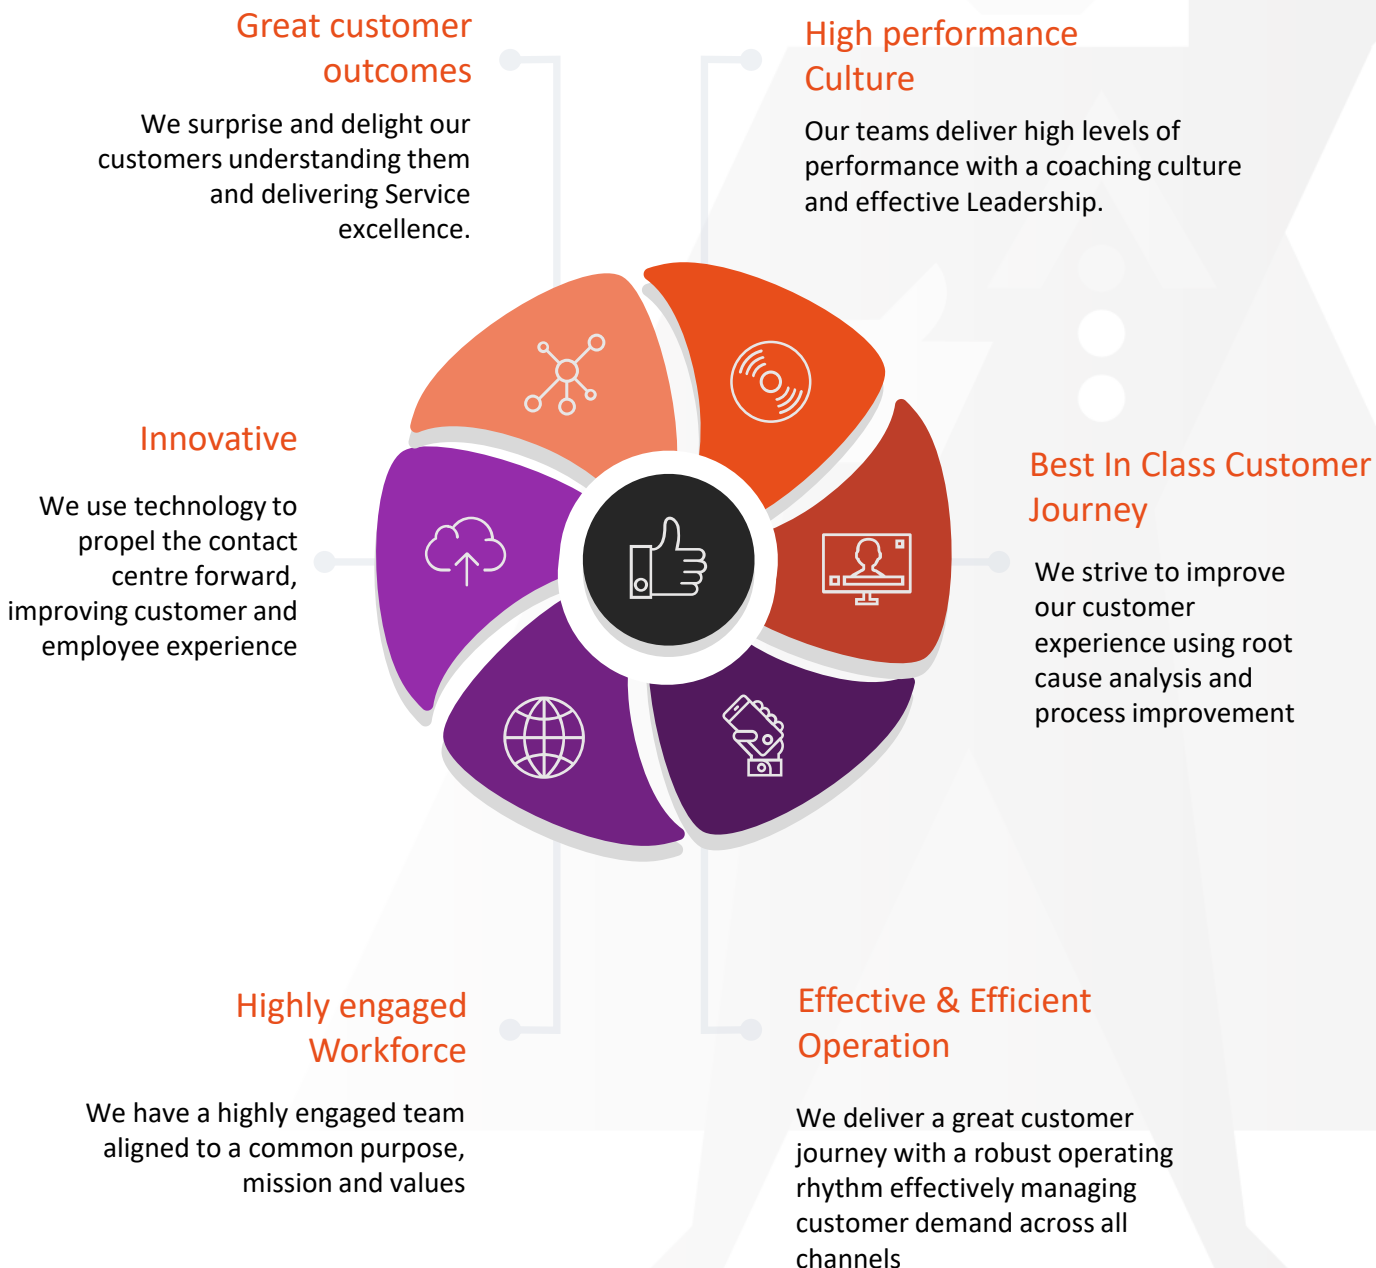 Great customer
outcomes
We surprise and delight our
customers understanding them
and delivering Service
excellence.
High performance
Culture
Our teams deliver high levels of
performance with a coaching culture
and effective Leadership.
Innovative
We use technology to
propel the contact
centre forward,
improving customer and
employee experience
Best In Class Customer
Journey
We strive to improve
our customer
experience using root
cause analysis and
process improvement
Highly engaged
Workforce
We have a highly engaged team
aligned to a common purpose,
mission and values
Effective & Efficient
Operation
We deliver a great customer
journey with a robust operating
rhythm effectively managing
customer demand across all
channels